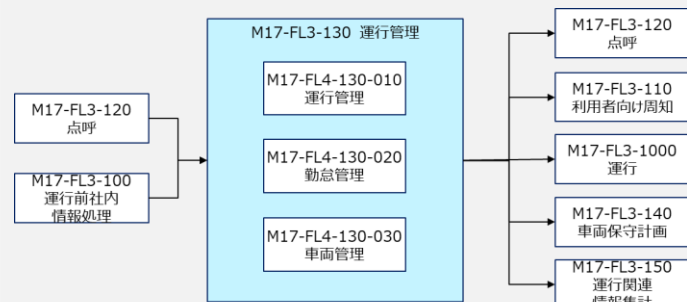 M17-FL3-130 運行管理
M17-FL4-130-010
運行管理
M17-FL4-130-020
勤怠管理
M17-FL4-130-030
車両管理
M17-FL3-120
点呼
M17-FL3-100
運行前社内
情報処理
M17-FL3-120
点呼
M17-FL3-110
利用者向け周知
M17-FL3-1000
運行
M17-FL3-140
車両保守計画
M17-FL3-150
運行関連
情報集計